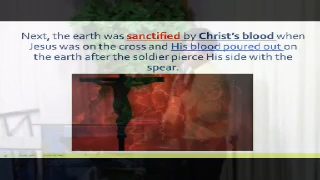 Next, the earth was sanctified by Christ's blood when
Jesus was on the cross and His blood poured out on
the earth after the soldier pierce His side with the
spear.